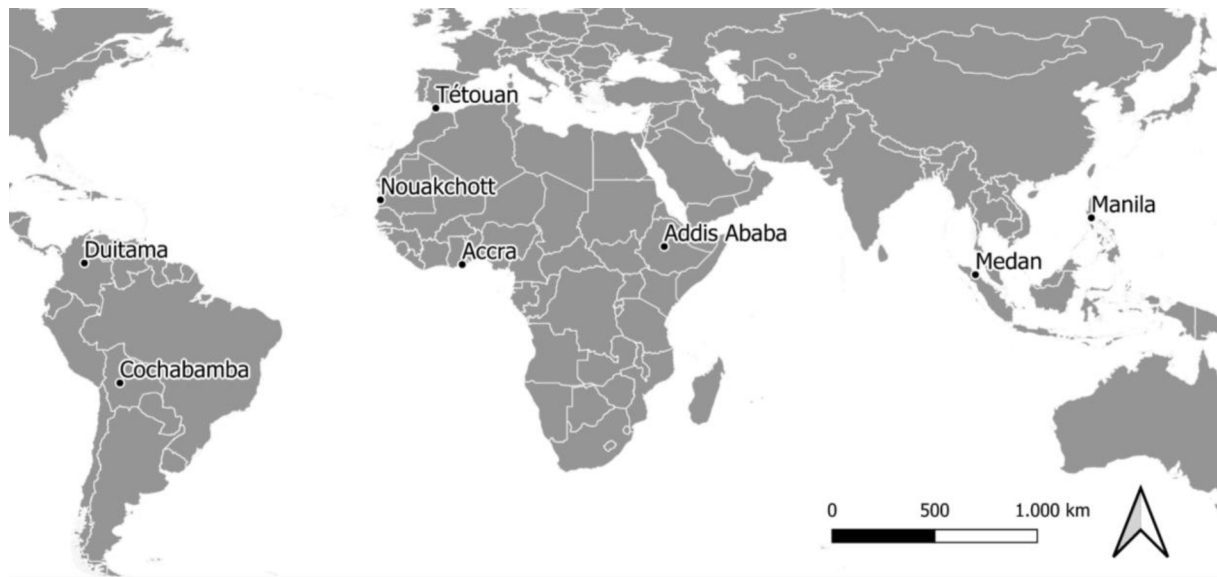 Tétouan
Nouakchott
Manila
Duitama
Accra
Addis Ababa
Medan
Cochabamba
0 500 1.000 km